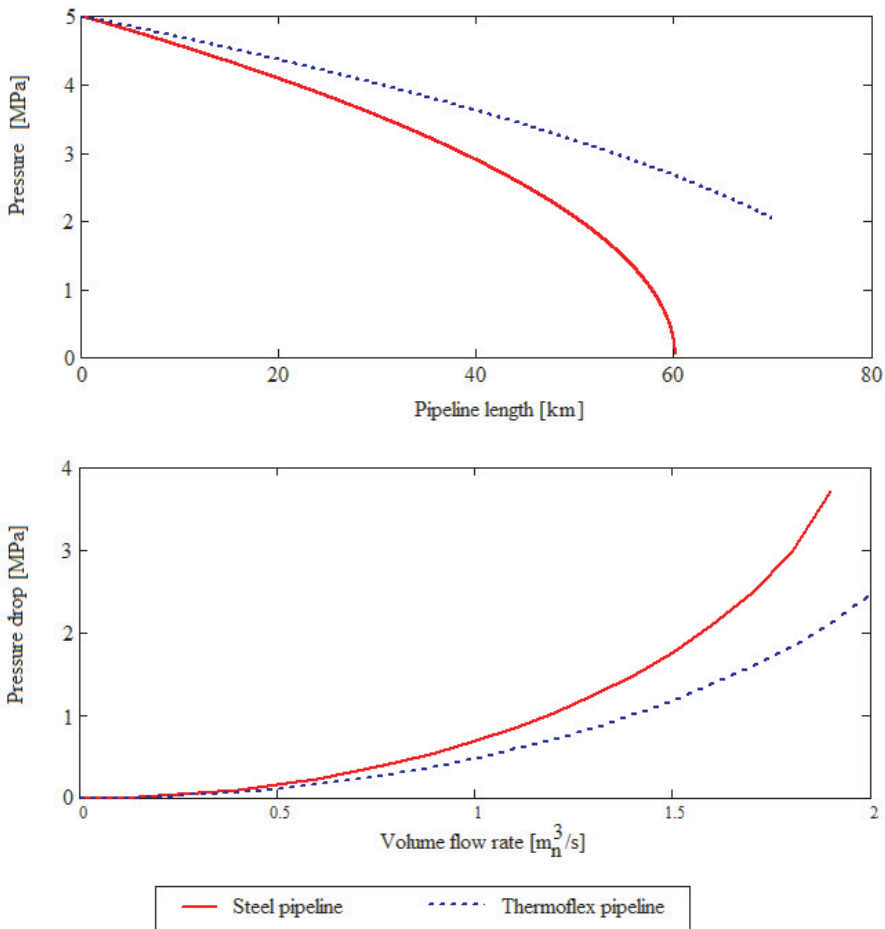 5
4
3
2
1
0
Pressure [MPa]
0 20 40 60 80
Pipeline length [km]
4
3
2
1
0
Pressure drop [MPa]
0 0.5 1 1.5 2
Volume flow rate [m³ₙ/s]
Steel pipeline Thermoflex pipeline